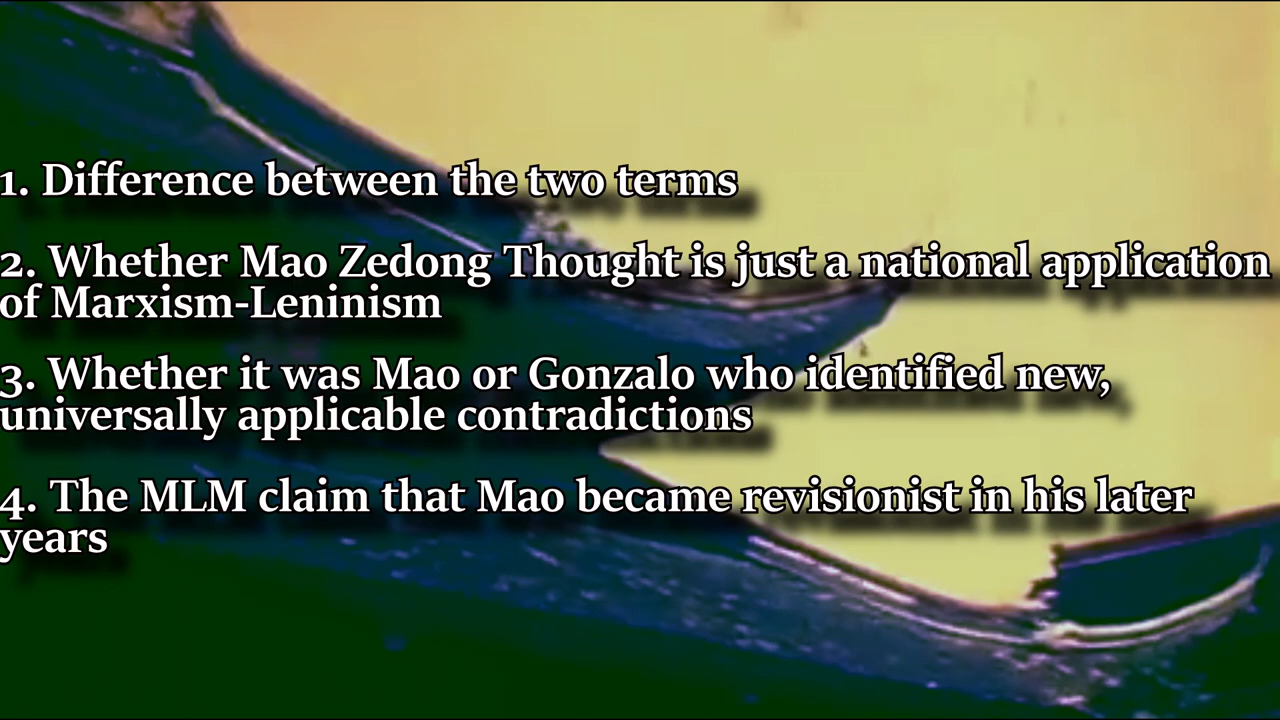 1. Difference between the two terms
2. Whether Mao Zedong Thought is just a national application
of Marxism-Leninism
3. Whether it was Mao or Gonzalo who identified new,
universally applicable contradictions
4. The MLM claim that Mao became revisionist in his later
years